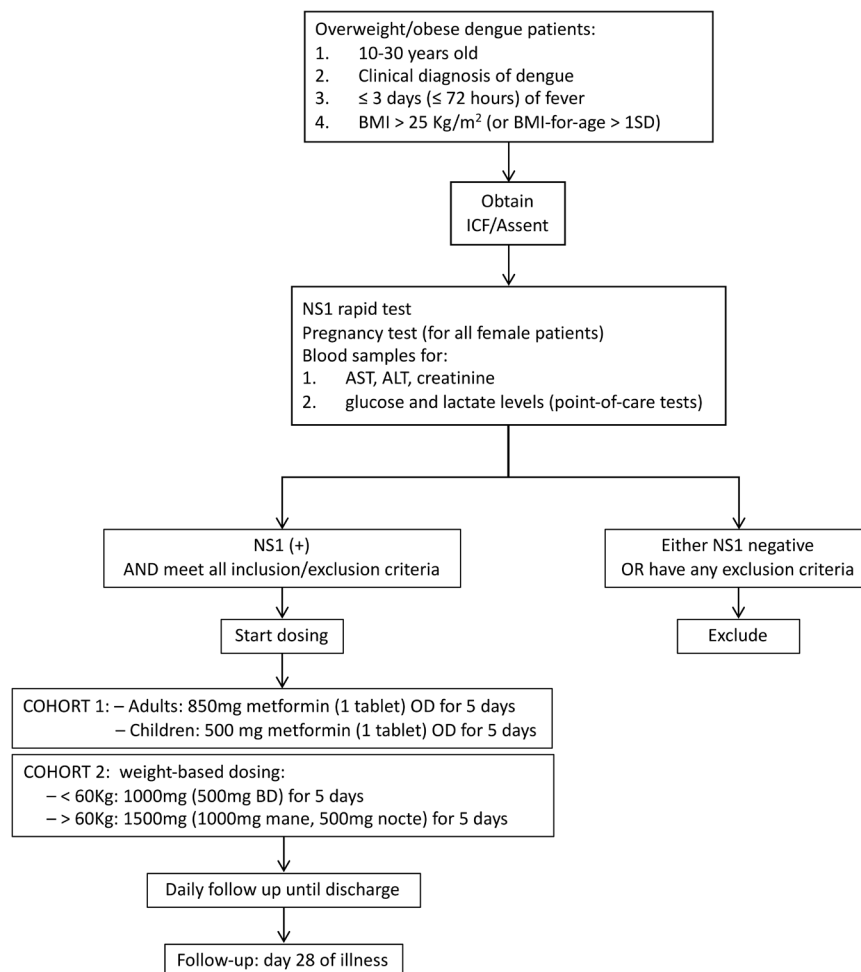 Overweight/obese dengue patients:
1. 10-30 years old
2. Clinical diagnosis of dengue
3. ≤ 3 days (≤ 72 hours) of fever
4. BMI > 25 Kg/m² (or BMI-for-age > 1SD)
Obtain
ICF/Assent
NS1 rapid test
Pregnancy test (for all female patients)
Blood samples for:
1. AST, ALT, creatinine
2. glucose and lactate levels (point-of-care tests)
NS1 (+)
AND meet all inclusion/exclusion criteria
Either NS1 negative
OR have any exclusion criteria
Start dosing
Exclude
COHORT 1: – Adults: 850mg metformin (1 tablet) OD for 5 days
– Children: 500 mg metformin (1 tablet) OD for 5 days
COHORT 2: weight-based dosing:
– < 60Kg: 1000mg (500mg BD) for 5 days
– > 60Kg: 1500mg (1000mg mane, 500mg nocte) for 5 days
Daily follow up until discharge
Follow-up: day 28 of illness